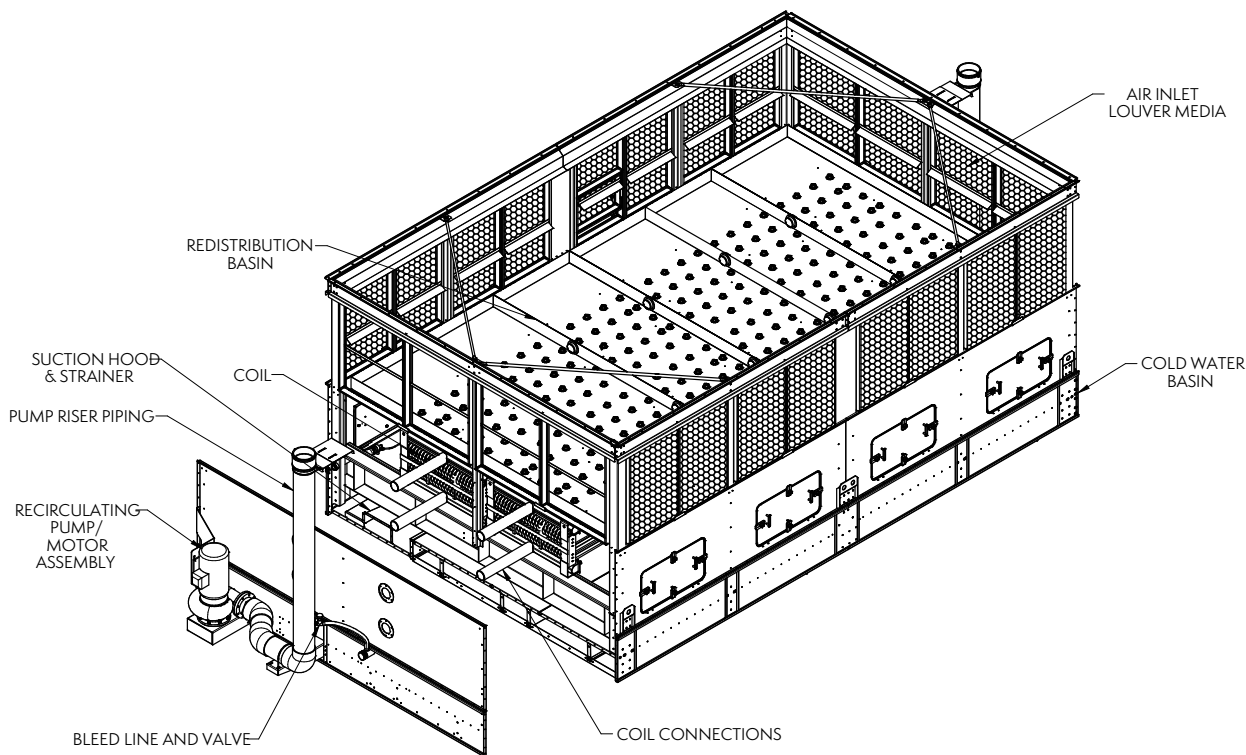 AIR INLET
LOUVER MEDIA
REDISTRIBUTION
BASIN
SUCTION HOOD
& STRAINER
COIL
COLD WATER
BASIN
PUMP RISER PIPING
RECIRCULATING
PUMP/
MOTOR
ASSEMBLY
BLEED LINE AND VALVE
COIL CONNECTIONS